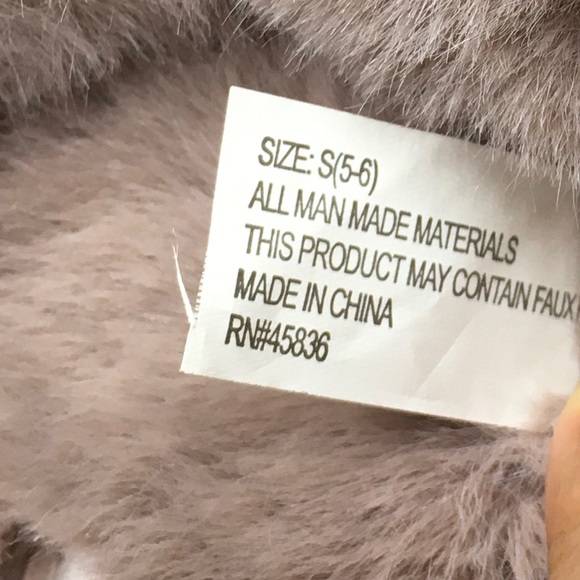 SIZE: S(5-6)
ALL MAN MADE MATERIALS
THIS PRODUCT MAY CONTAIN FAUX
MADE IN CHINA
RN#45836